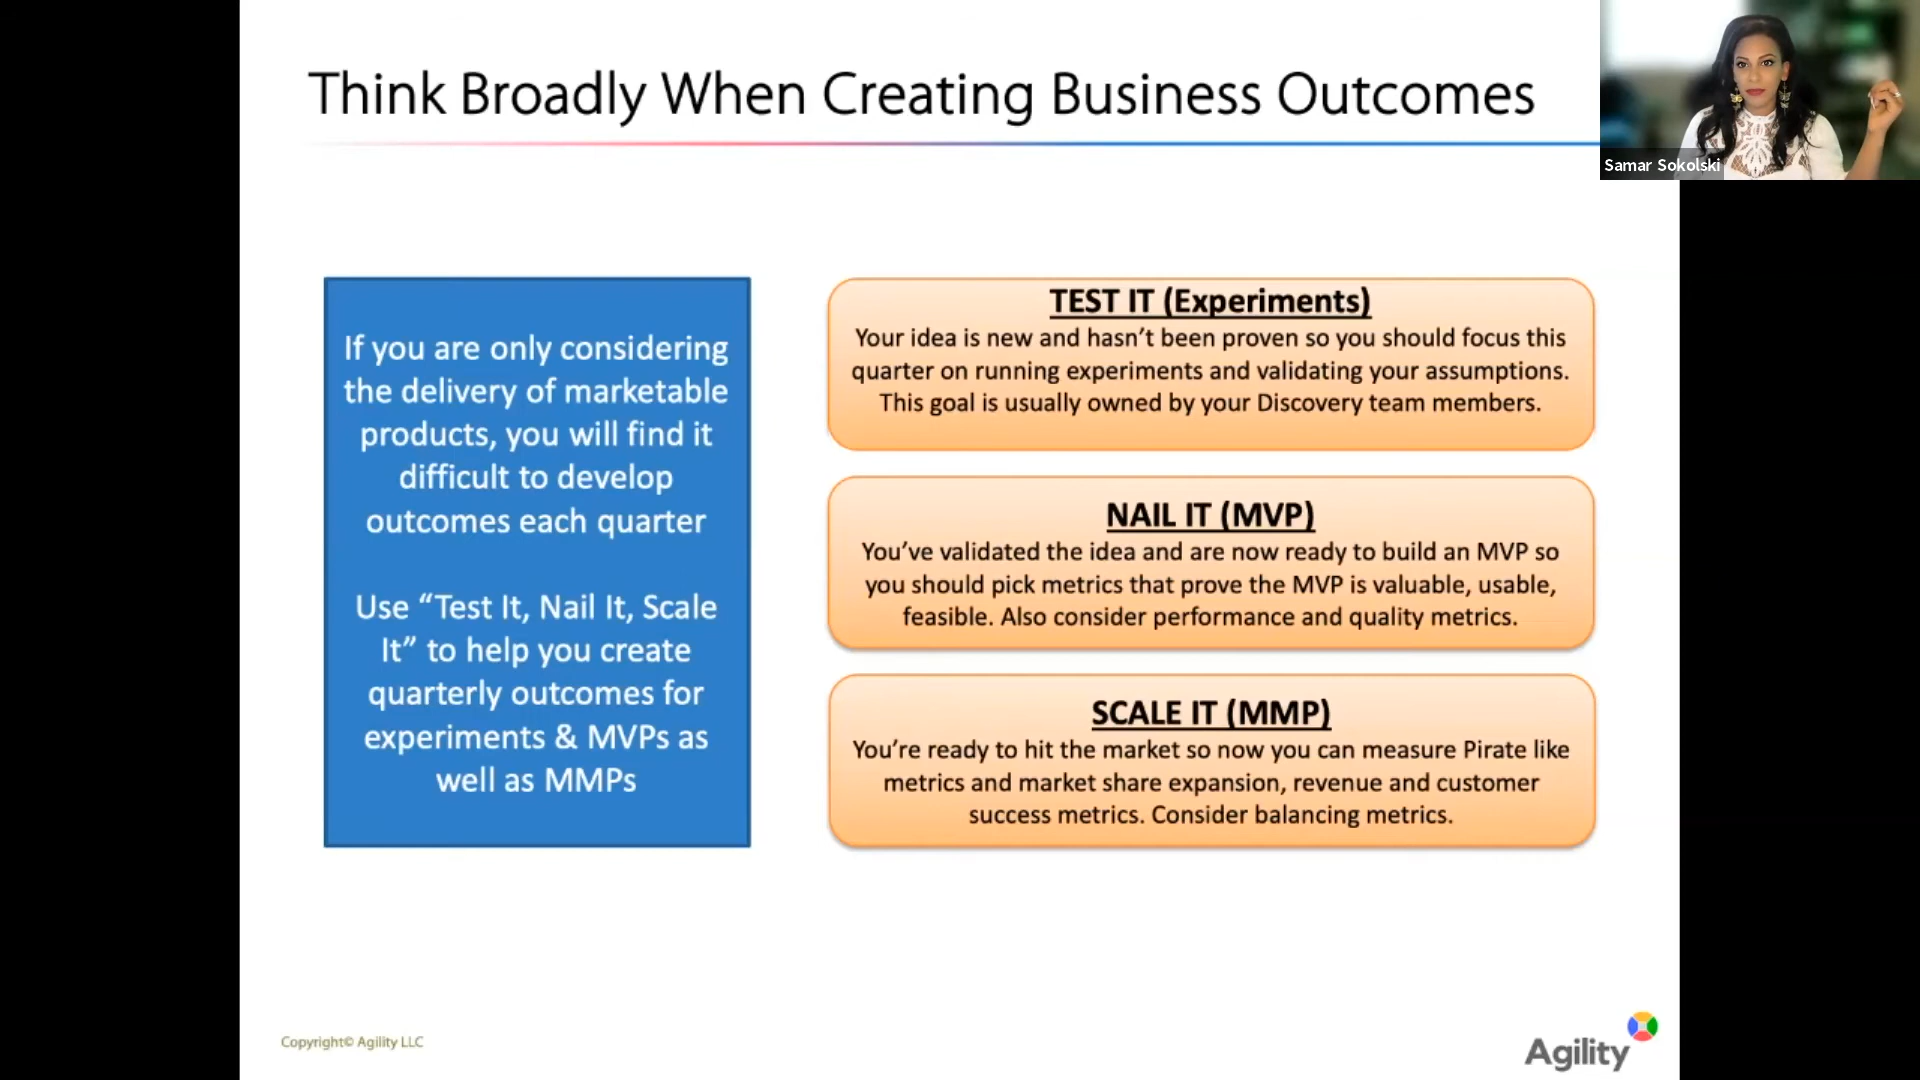 Think Broadly When Creating Business Outcomes
Samar Sokolski
If you are only considering
the delivery of marketable
products, you will find it
difficult to develop
outcomes each quarter
Use “Test It, Nail It, Scale
It” to help you create
quarterly outcomes for
experiments & MVPs as
well as MMPs
TEST IT (Experiments)
Your idea is new and hasn’t been proven so you should focus this
quarter on running experiments and validating your assumptions.
This goal is usually owned by your Discovery team members.
NAIL IT (MVP)
You’ve validated the idea and are now ready to build an MVP so
you should pick metrics that prove the MVP is valuable, usable,
feasible. Also consider performance and quality metrics.
SCALE IT (MMP)
You’re ready to hit the market so now you can measure Pirate like
metrics and market share expansion, revenue and customer
success metrics. Consider balancing metrics.
Copyright© Agility LLC
Agility